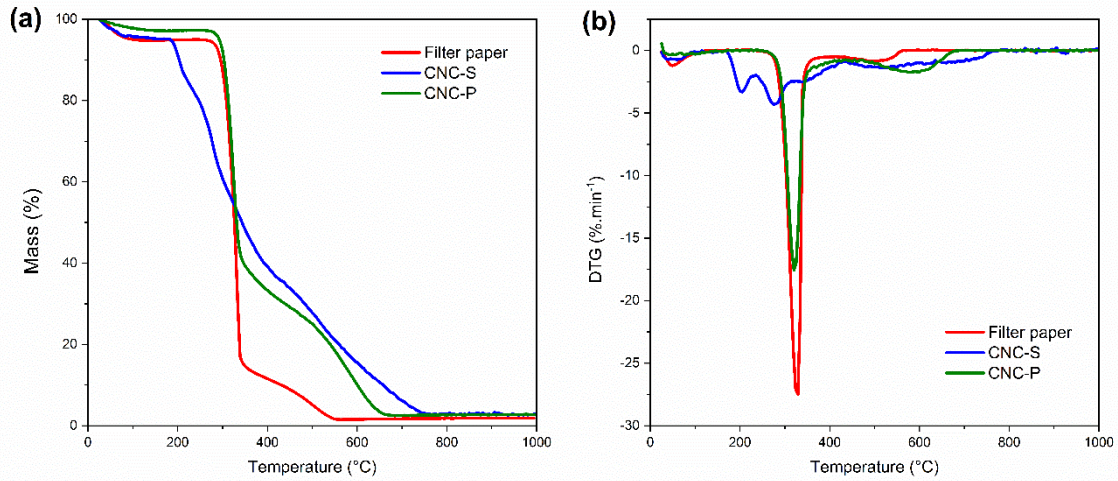 (a)
100
80
60
40
20
0
Mass (%)
Filter paper
CNC-S
CNC-P
0 200 400 600 800 1000
Temperature (°C)
(b)
0
-5
-10
-15
-20
-25
-30
DTG (%.min⁻¹)
Filter paper
CNC-S
CNC-P
0 200 400 600 800 1000
Temperature (°C)